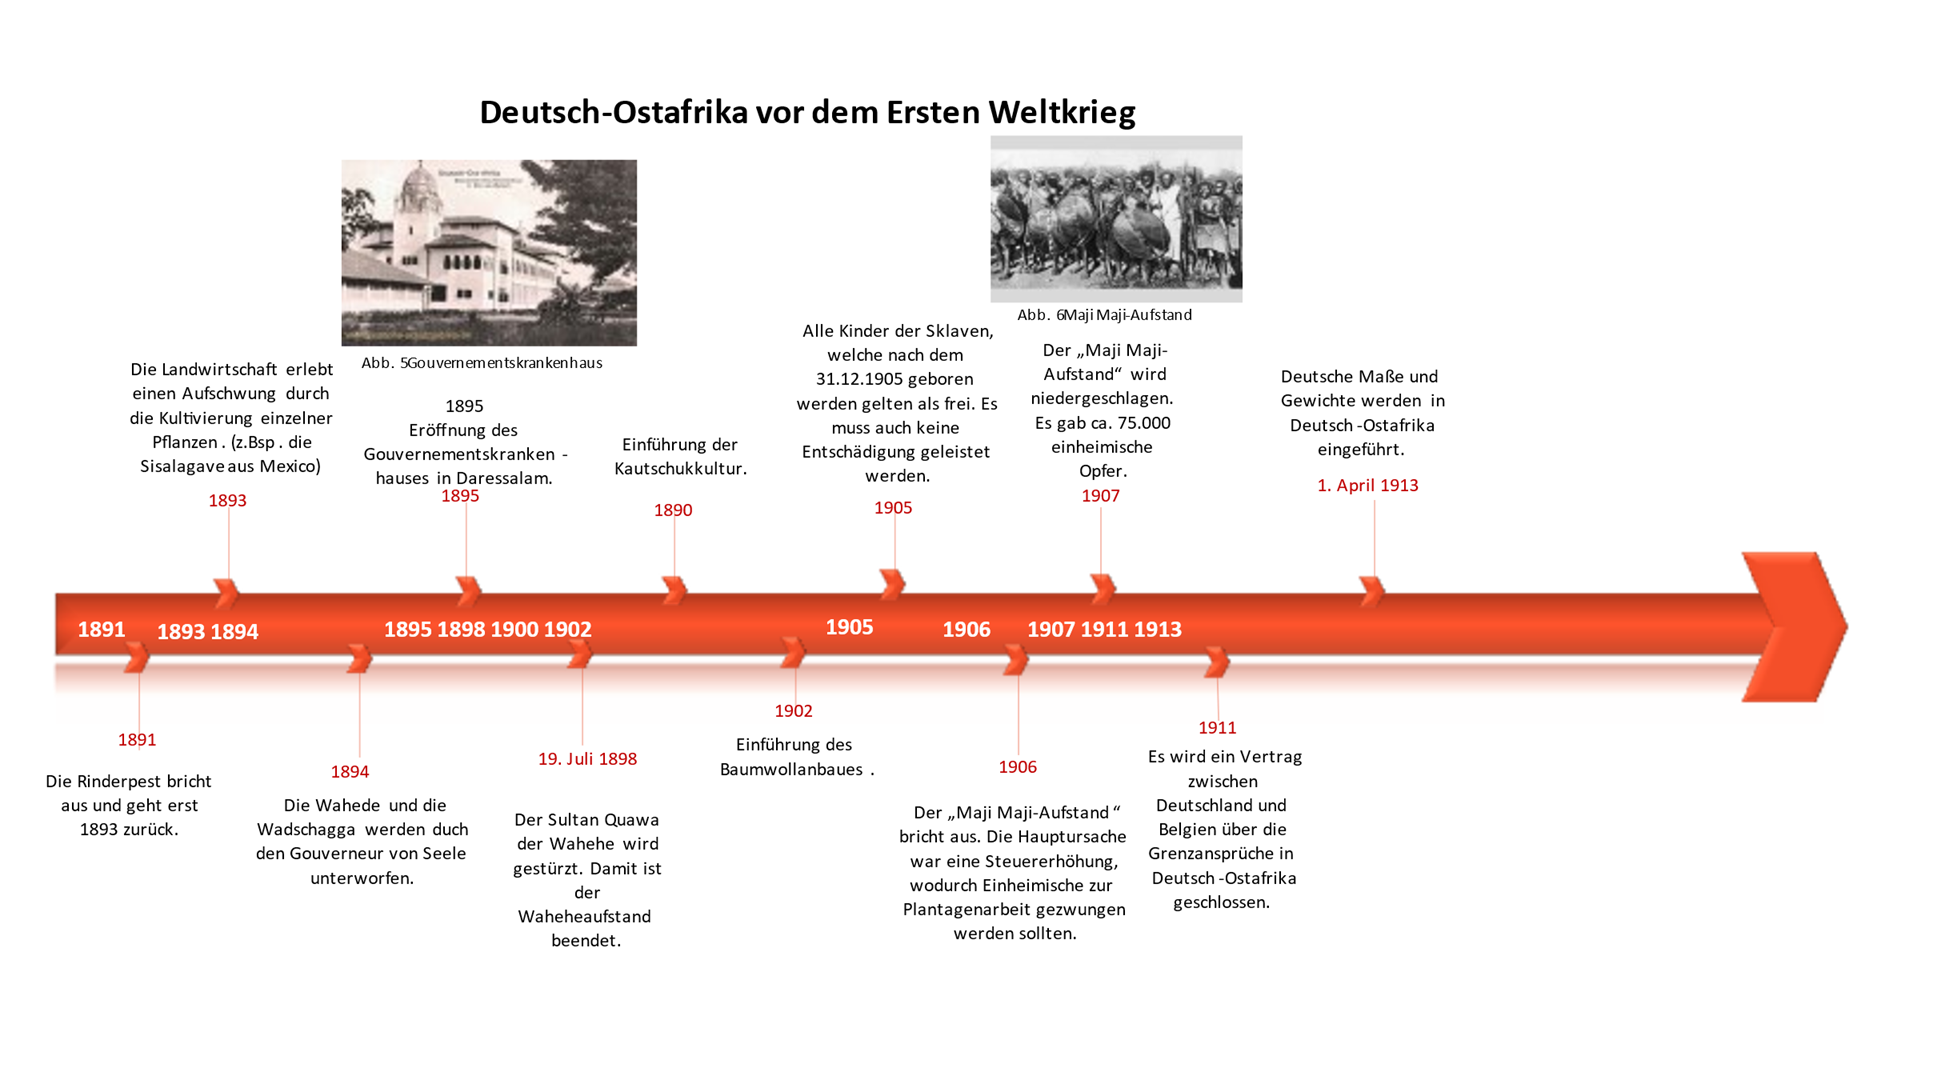 Deutsch-Ostafrika vor dem Ersten Weltkrieg
Abb. 5Gouvernementskrankenhaus
Abb. 6Maji Maji-Aufstand
Die Landwirtschaft erlebt
einen Aufschwung durch
die Kultivierung einzelner
Pflanzen . (z.Bsp . die
Sisalagave aus Mexico)
1893
1895
Eröffnung des
Gouvernementskranken -
hauses in Daressalam.
1895
Einführung der
Kautschukkultur.
1890
Alle Kinder der Sklaven,
welche nach dem
31.12.1905 geboren
werden gelten als frei. Es
muss auch keine
Entschädigung geleistet
werden.
1905
Der „Maji Maji-
Aufstand“ wird
niedergeschlagen.
Es gab ca. 75.000
einheimische
Opfer.
1907
Deutsche Maße und
Gewichte werden in
Deutsch -Ostafrika
eingeführt.
1. April 1913
1891 1893 1894 1895 1898 1900 1902 1905 1906 1907 1911 1913
1891
Die Rinderpest bricht
aus und geht erst
1893 zurück.
1894
Die Wahede und die
Wadschagga werden duch
den Gouverneur von Seele
unterworfen.
19. Juli 1898
Der Sultan Quawa
der Wahehe wird
gestürzt. Damit ist
der
Waheheaufstand
beendet.
1902
Einführung des
Baumwollanbaues .
1906
Der „Maji Maji-Aufstand “
bricht aus. Die Hauptursache
war eine Steuererhöhung,
wodurch Einheimische zur
Plantagenarbeit gezwungen
werden sollten.
1911
Es wird ein Vertrag
zwischen
Deutschland und
Belgien über die
Grenzansprüche in
Deutsch -Ostafrika
geschlossen.